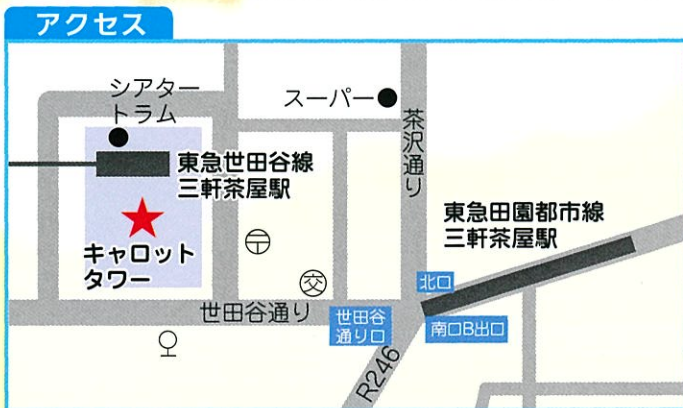 アクセス
シアター
トラム
スーパー
茶沢通り
東急世田谷線
三軒茶屋駅
東急田園都市線
三軒茶屋駅
キャロット
タワー
〒
交
北口
世田谷通り
世田谷
通り口
南口B出口
R246